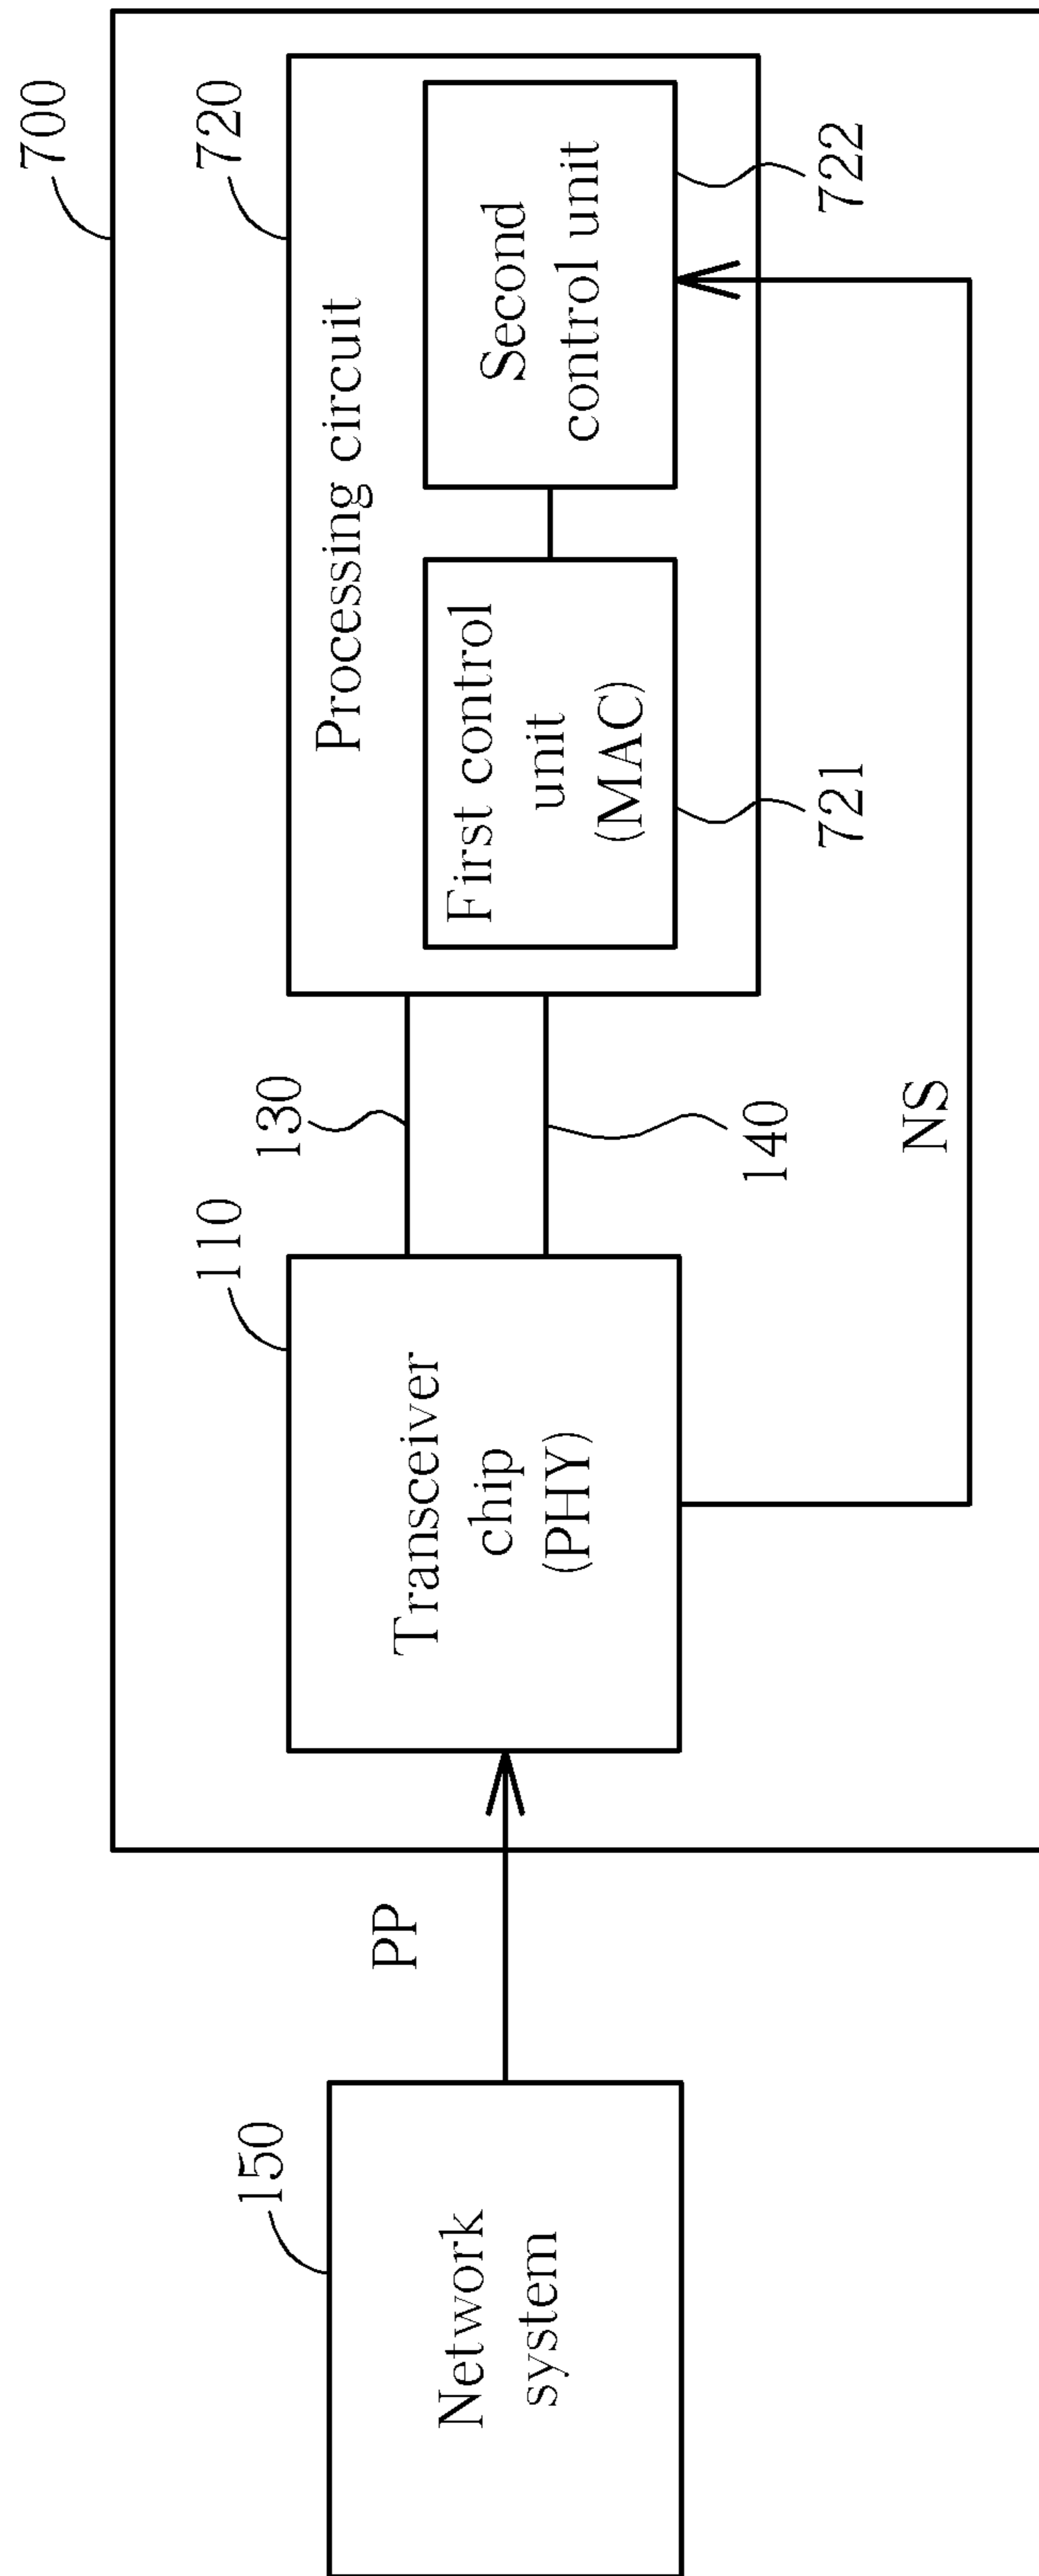 700
720
Processing circuit
First control
unit
(MAC)
721
Second
control unit
722
130
140
110
Transceiver
chip
(PHY)
NS
PP
150
Network
system